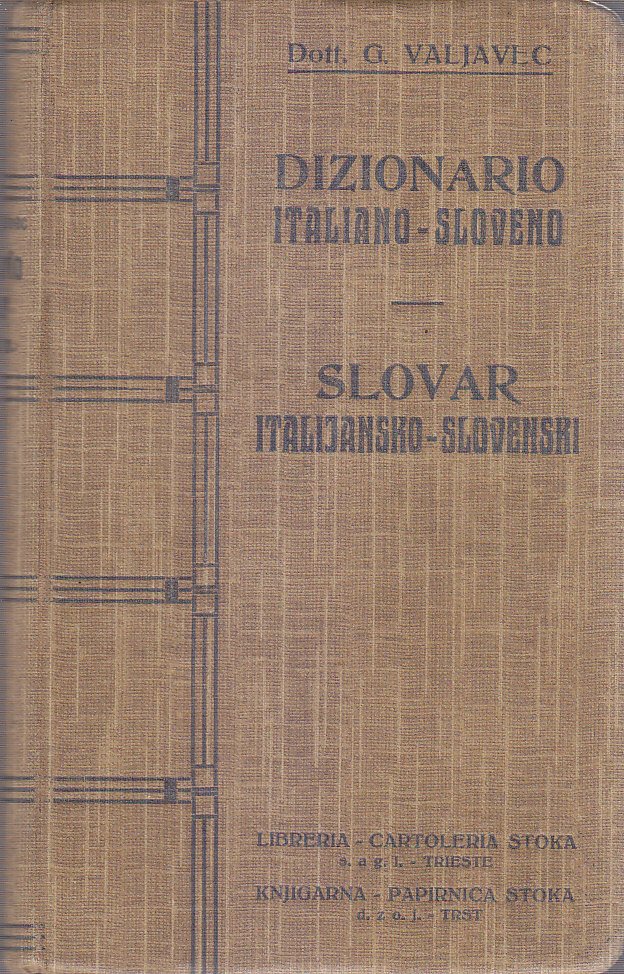 Dott. G. VALJAVEC
DIZIONARIO
ITALIANO-SLOVENO
SLOVAR
ITALIJANSKO-SLOVENSKI
LIBRERIA - CARTOLERIA STOKA
s. a g. l. - TRIESTE
KNJIGARNA - PAPIRNICA STOKA
d. z o. j. - TRST